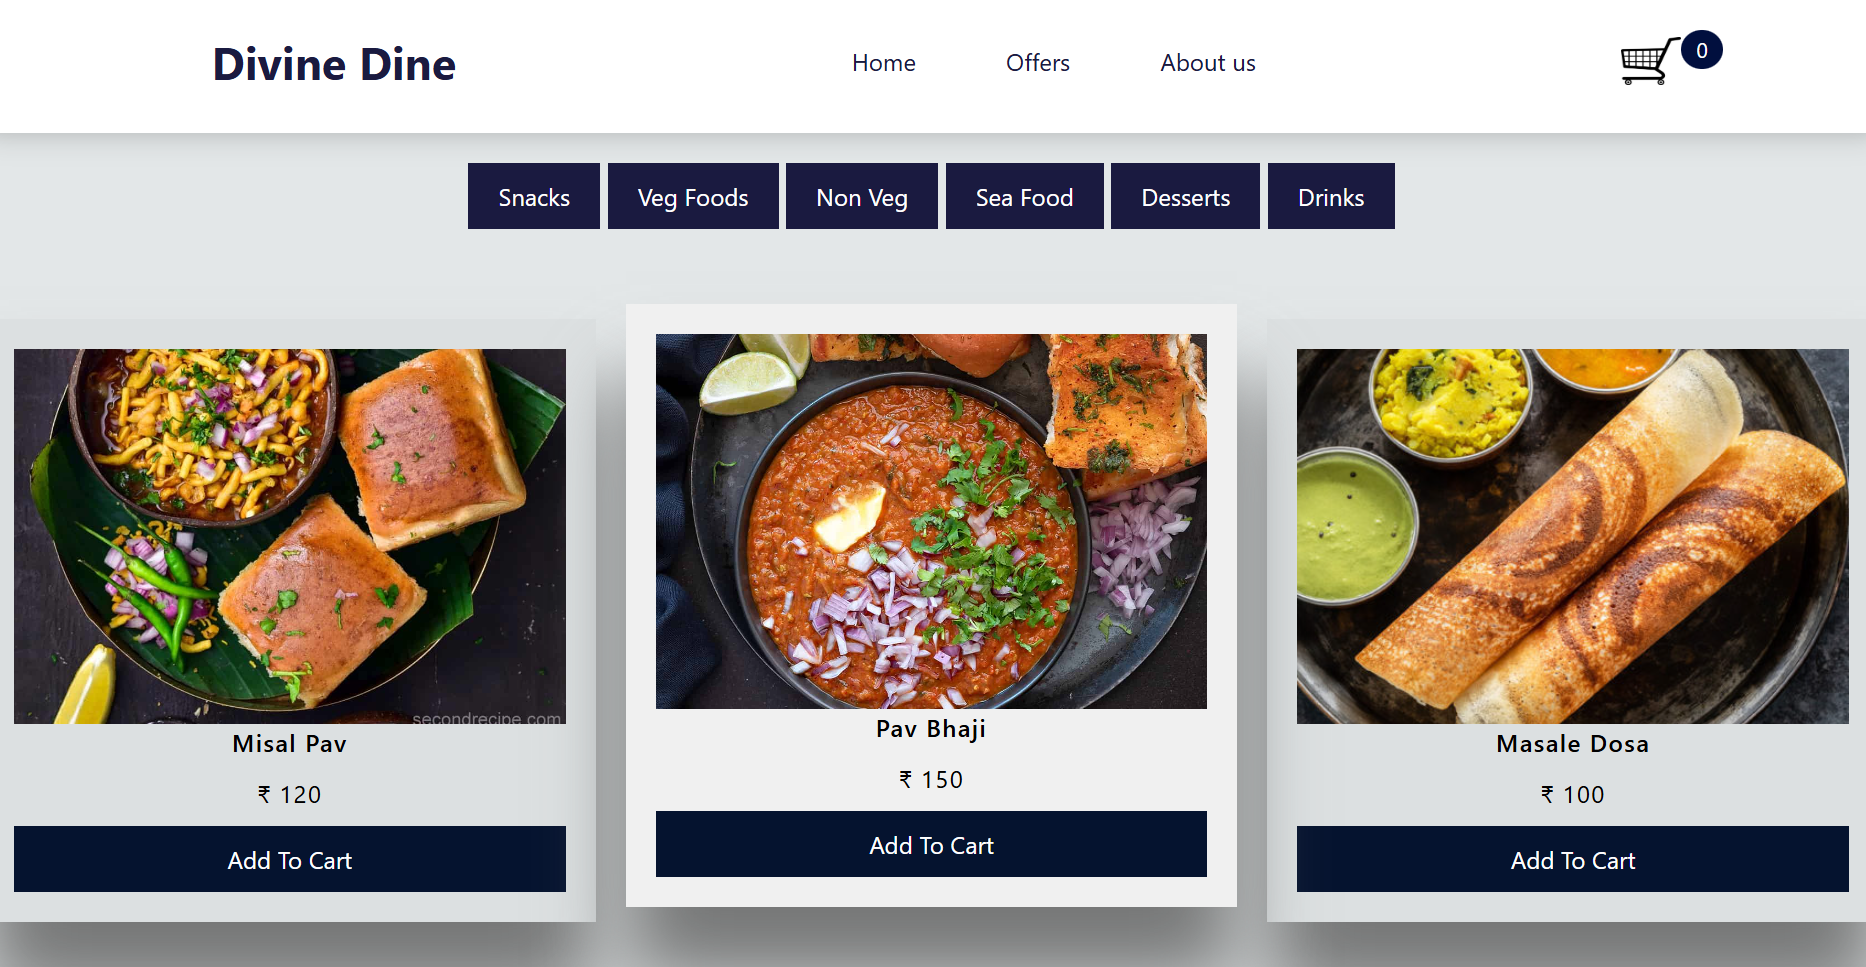 Divine Dine
Home Offers About us
0
Snacks Veg Foods Non Veg Sea Food Desserts Drinks
secondrecipe.com
Misal Pav
₹ 120
Add To Cart
Pav Bhaji
₹ 150
Add To Cart
Masale Dosa
₹ 100
Add To Cart